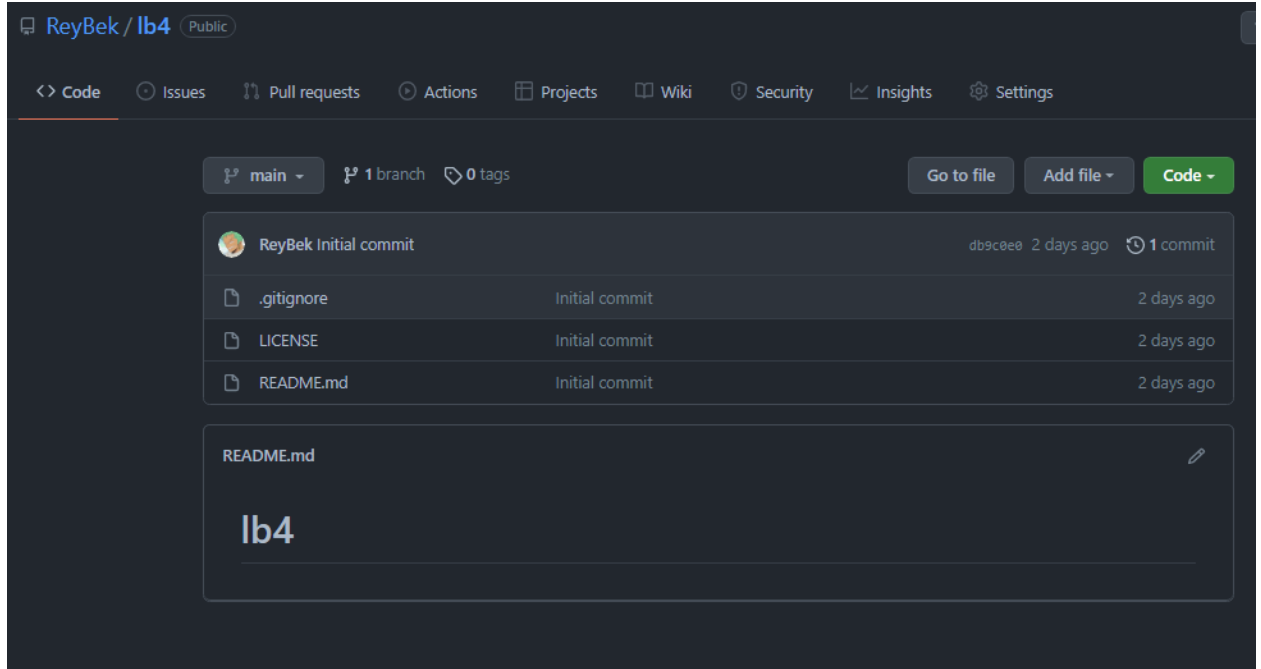 ReyBek / lb4 Public
Code Issues Pull requests Actions Projects Wiki Security Insights Settings
main 1 branch 0 tags Go to file Add file Code
ReyBek Initial commit db9c0e0 2 days ago 1 commit
.gitignore Initial commit 2 days ago
LICENSE Initial commit 2 days ago
README.md Initial commit 2 days ago
README.md
lb4